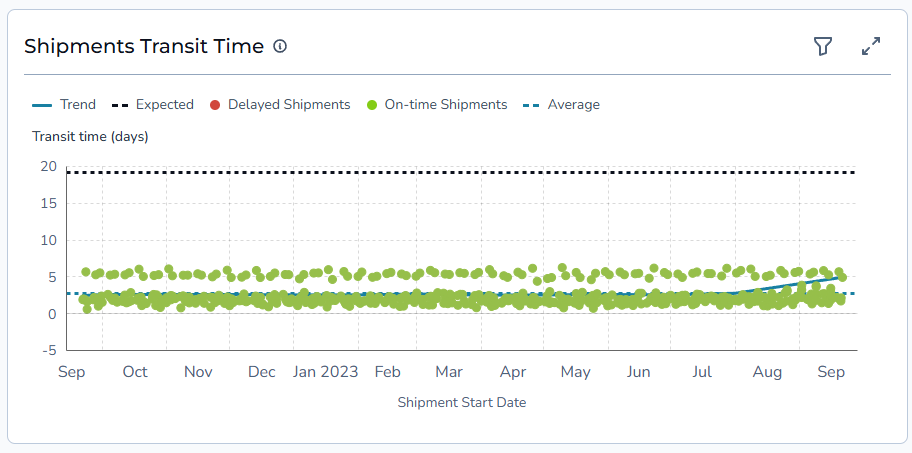 Shipments Transit Time
Trend Expected Delayed Shipments On-time Shipments Average
Transit time (days)
20
15
10
5
0
-5
Sep Oct Nov Dec Jan 2023 Feb Mar Apr May Jun Jul Aug Sep
Shipment Start Date